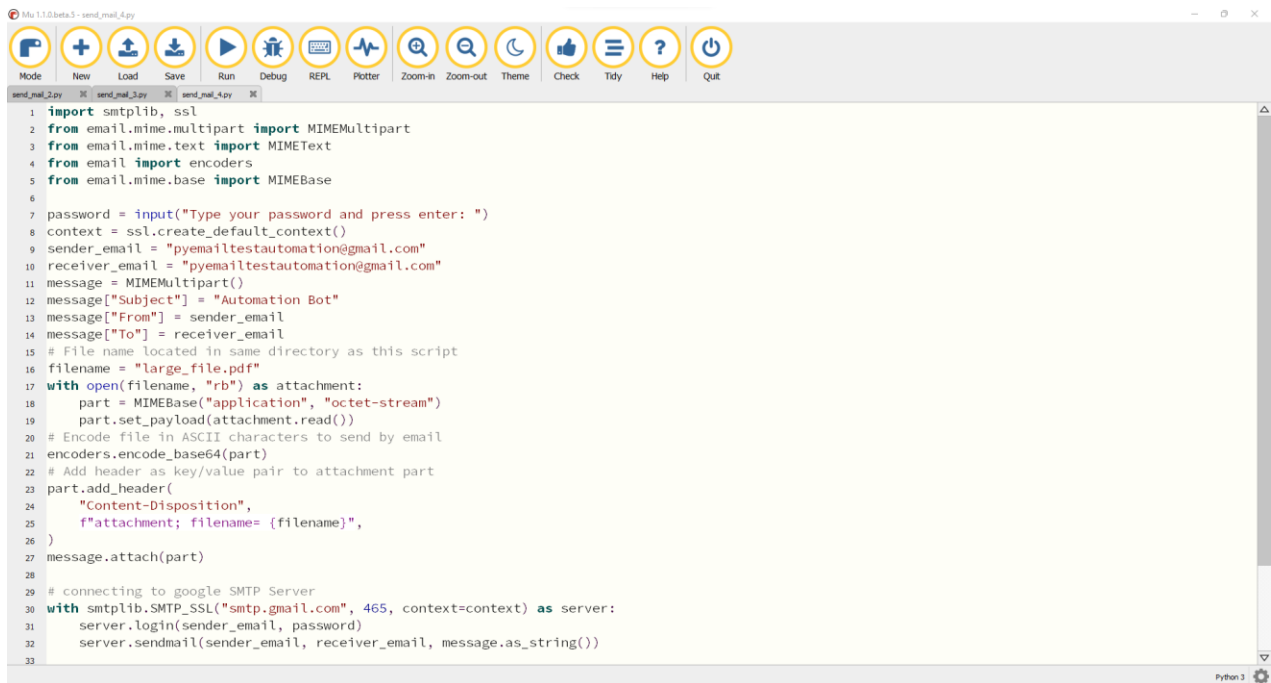 Mu 1.1.0.beta.5 - send_mail_4.py
Mode New Load Save Run Debug REPL Plotter Zoom-in Zoom-out Theme Check Tidy Help Quit
send_mail_2.py send_mail_3.py send_mail_4.py
1 import smtplib, ssl
2 from email.mime.multipart import MIMEMultipart
3 from email.mime.text import MIMEText
4 from email import encoders
5 from email.mime.base import MIMEBase
6
7 password = input("Type your password and press enter: ")
8 context = ssl.create_default_context()
9 sender_email = "pyemailtestautomation@gmail.com"
10 receiver_email = "pyemailtestautomation@gmail.com"
11 message = MIMEMultipart()
12 message["Subject"] = "Automation Bot"
13 message["From"] = sender_email
14 message["To"] = receiver_email
15 # File name located in same directory as this script
16 filename = "large_file.pdf"
17 with open(filename, "rb") as attachment:
18     part = MIMEBase("application", "octet-stream")
19     part.set_payload(attachment.read())
20 # Encode file in ASCII characters to send by email
21 encoders.encode_base64(part)
22 # Add header as key/value pair to attachment part
23 part.add_header(
24     "Content-Disposition",
25     f"attachment; filename= {filename}",
26 )
27 message.attach(part)
28
29 # connecting to google SMTP Server
30 with smtplib.SMTP_SSL("smtp.gmail.com", 465, context=context) as server:
31     server.login(sender_email, password)
32     server.sendmail(sender_email, receiver_email, message.as_string())
33
Python 3